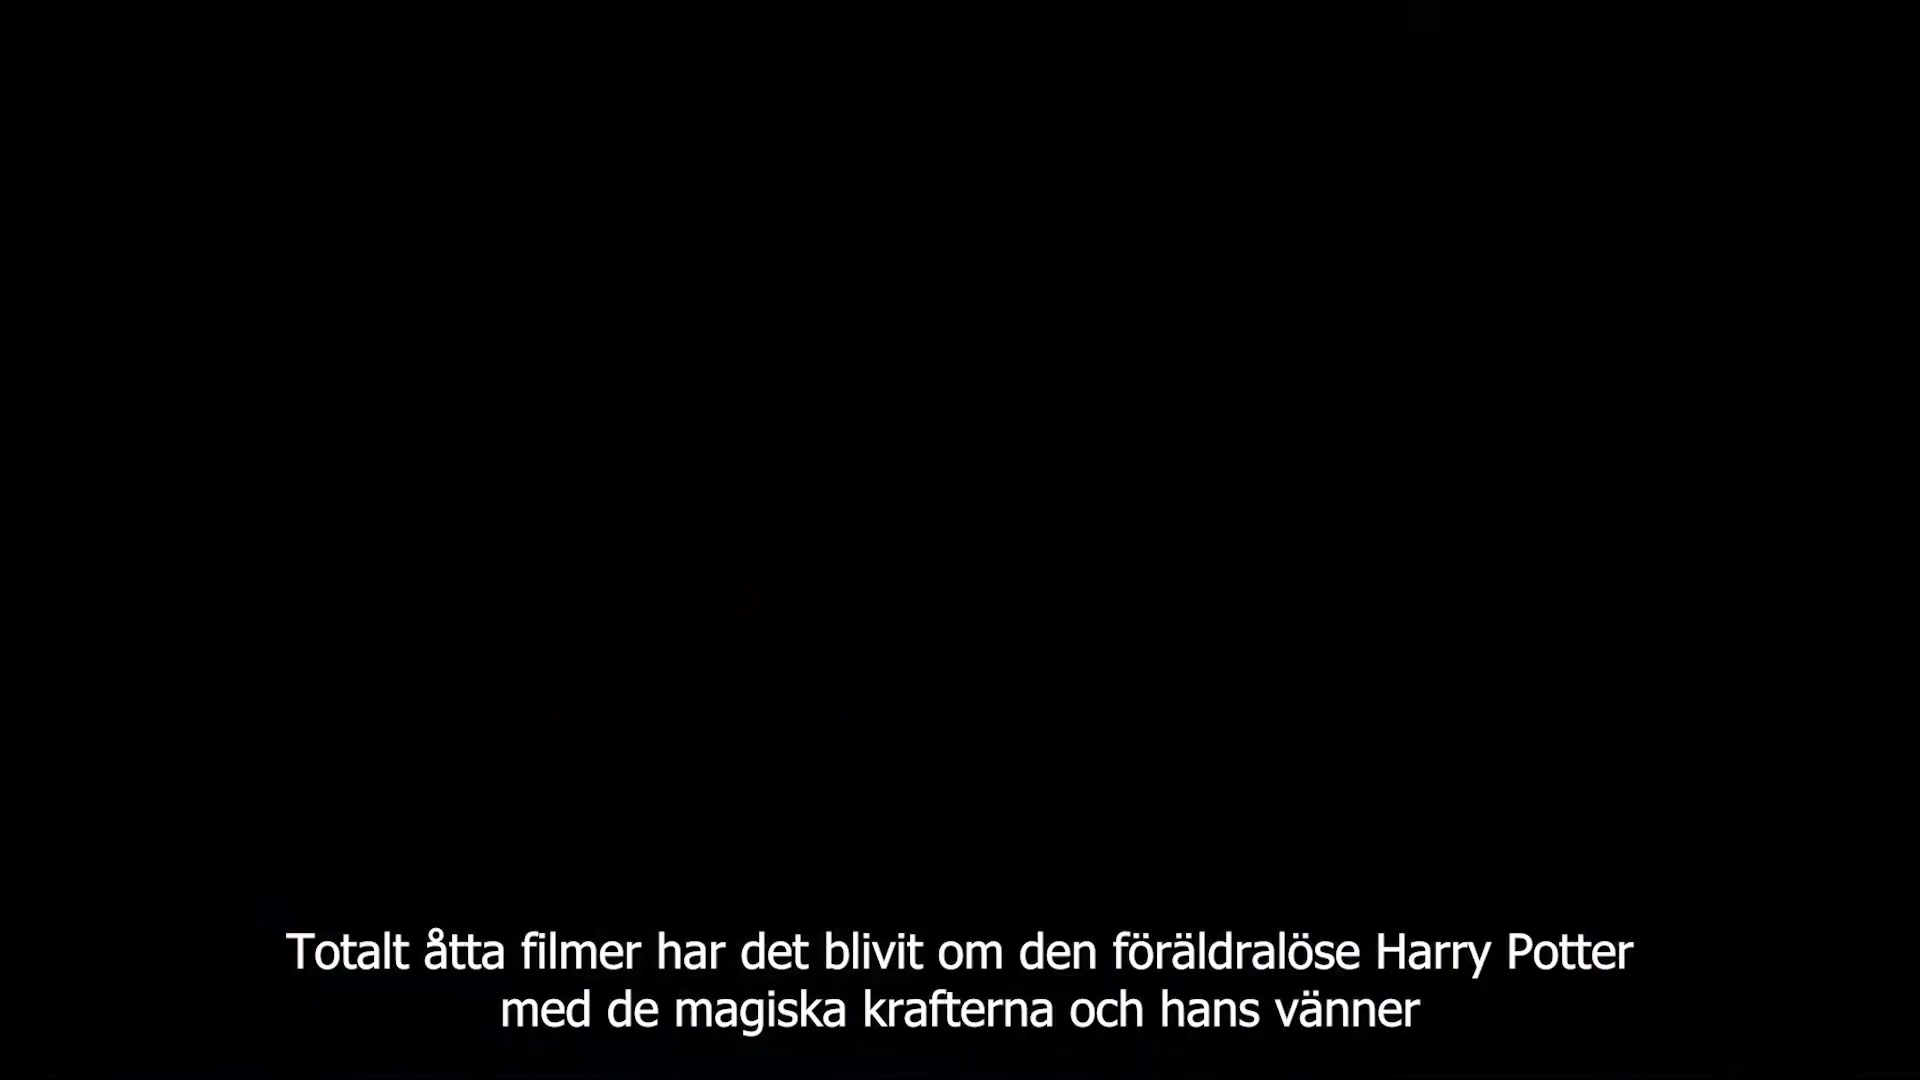 Totalt åtta filmer har det blivit om den föräldralöse Harry Potter
med de magiska krafterna och hans vänner